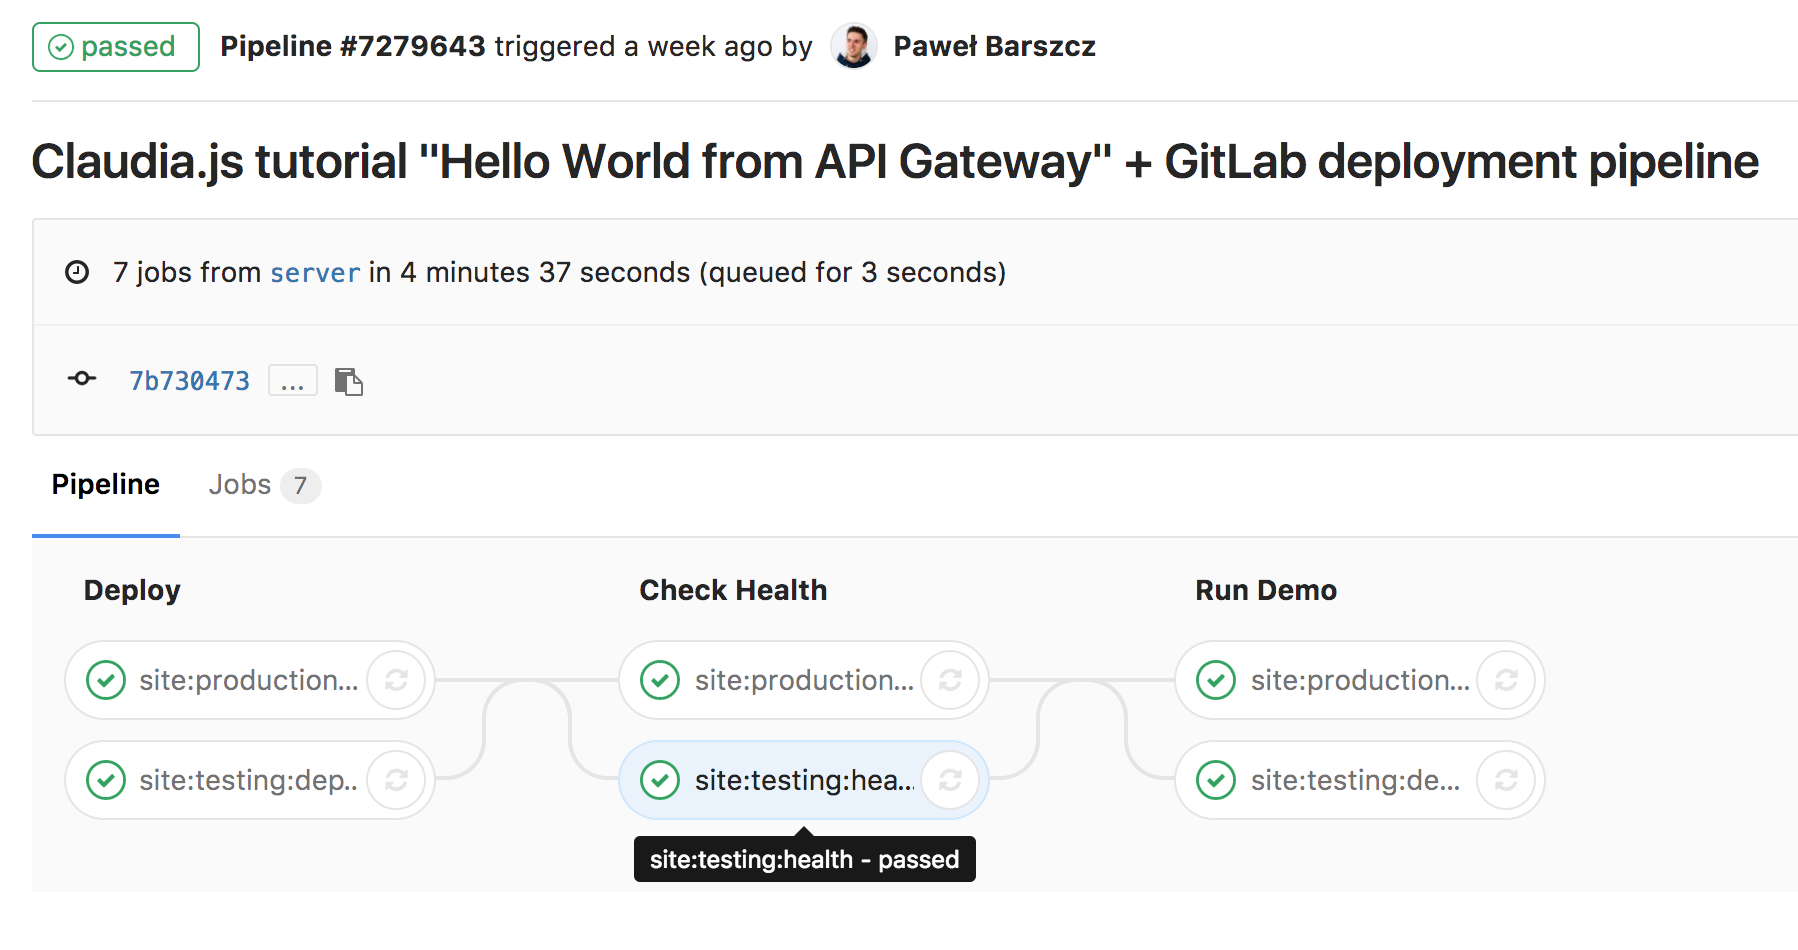 passed Pipeline #7279643 triggered a week ago by Paweł Barszcz
Claudia.js tutorial "Hello World from API Gateway" + GitLab deployment pipeline
7 jobs from server in 4 minutes 37 seconds (queued for 3 seconds)
7b730473 ...
Pipeline Jobs 7
Deploy Check Health Run Demo
site:production... site:production... site:production...
site:testing:dep.. site:testing:hea... site:testing:de...
site:testing:health - passed